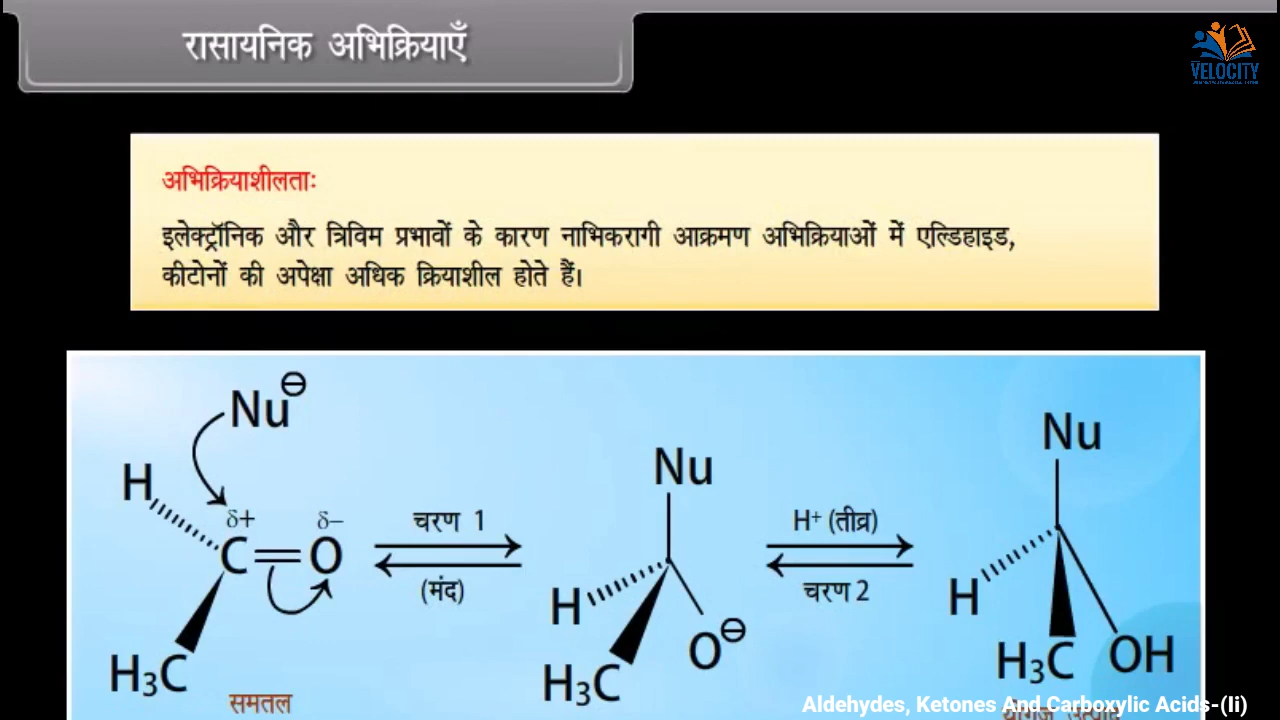 रासायनिक अभिक्रियाएँ
VELOCITY
अभिक्रियाशीलताः
इलेक्ट्रॉनिक और त्रिविम प्रभावों के कारण नाभिकरागी आक्रमण अभिक्रियाओं में एल्डिहाइड,
कीटोनों की अपेक्षा अधिक क्रियाशील होते हैं।
Nu⊖
H
δ+ δ−
C=O
H₃C
समतल
चरण 1
(मंद)
Nu
H
O⊖
H₃C
H⁺ (तीव्र)
चरण 2
Nu
H
H₃C OH
Aldehydes, Ketones And Carboxylic Acids-(Ii)